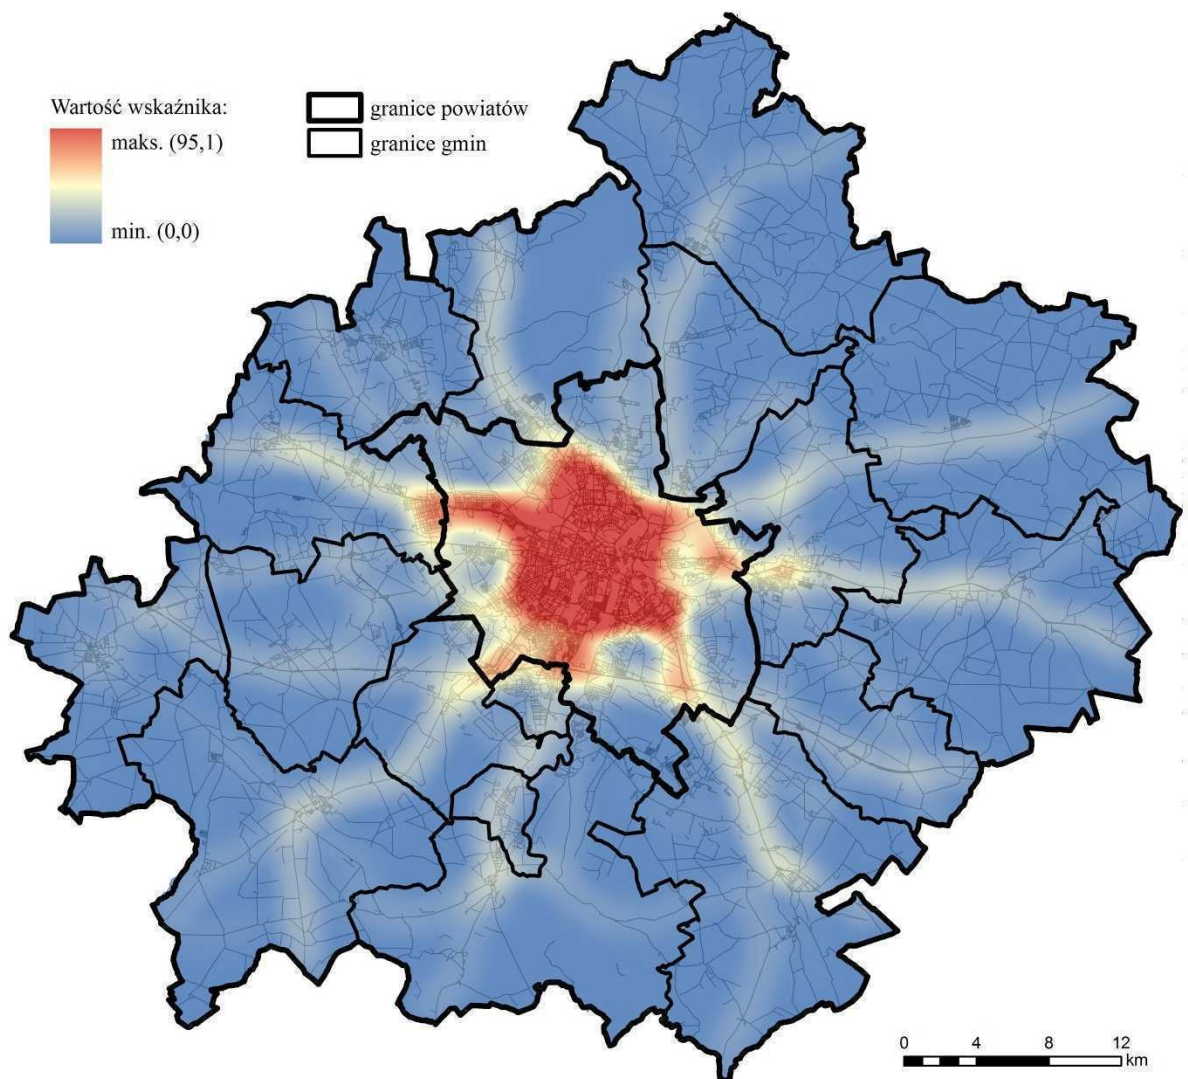 Wartość wskaźnika:
maks. (95,1)
min. (0,0)
granice powiatów
granice gmin
0 4 8 12
km